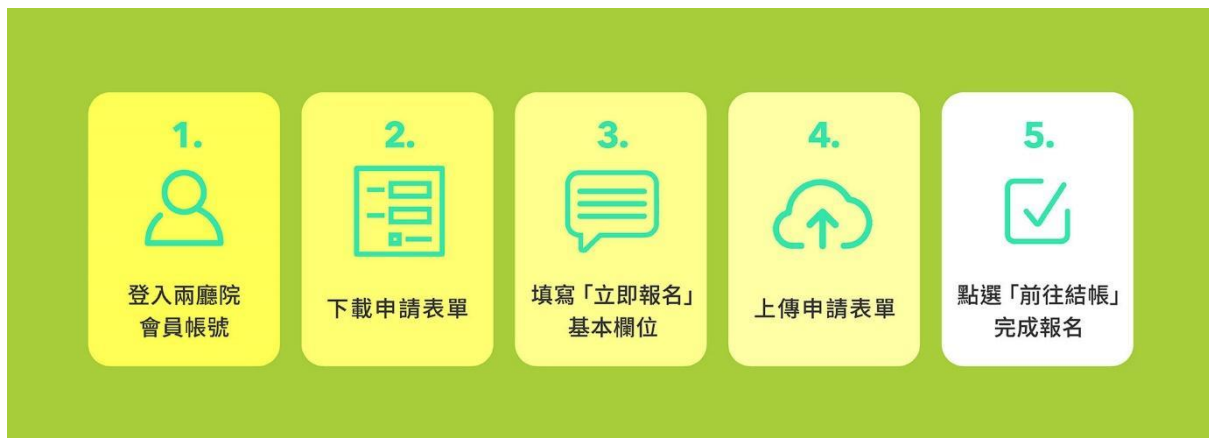 1.
登入兩廳院
會員帳號
2.
下載申請表單
3.
填寫「立即報名」
基本欄位
4.
上傳申請表單
5.
點選「前往結帳」
完成報名